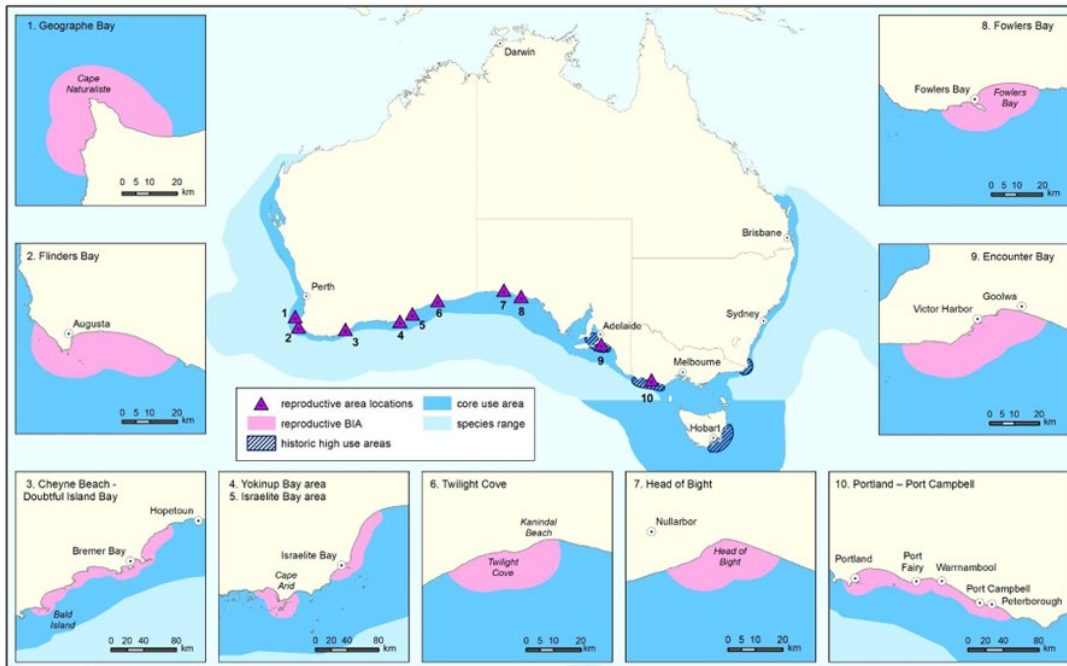 1. Geographe Bay
Cape
Naturaliste
0 5 10 20
km
2. Flinders Bay
Augusta
0 5 10 20
km
Darwin
Perth
Brisbane
Sydney
Adelaide
Melbourne
Hobart
1
2
3
4
5
6
7
8
9
10
reproductive area locations
reproductive BIA
historic high use areas
core use area
species range
8. Fowlers Bay
Fowlers Bay
Fowlers
Bay
0 5 10 20
km
9. Encounter Bay
Goolwa
Victor Harbor
0 5 10 20
km
3. Cheyne Beach -
Doubtful Island Bay
Hopetoun
Bremer Bay
Bald
Island
0 20 40 80
km
4. Yokinup Bay area
5. Israelite Bay area
Israelite Bay
Cape
Arid
0 20 40 80
km
6. Twilight Cove
Kanindal
Beach
Twilight
Cove
0 5 10 20
km
7. Head of Bight
Nullarbor
Head of
Bight
0 5 10 20
km
10. Portland – Port Campbell
Portland
Port
Fairy
Warrnambool
Port Campbell
Peterborough
0 20 40 80
km